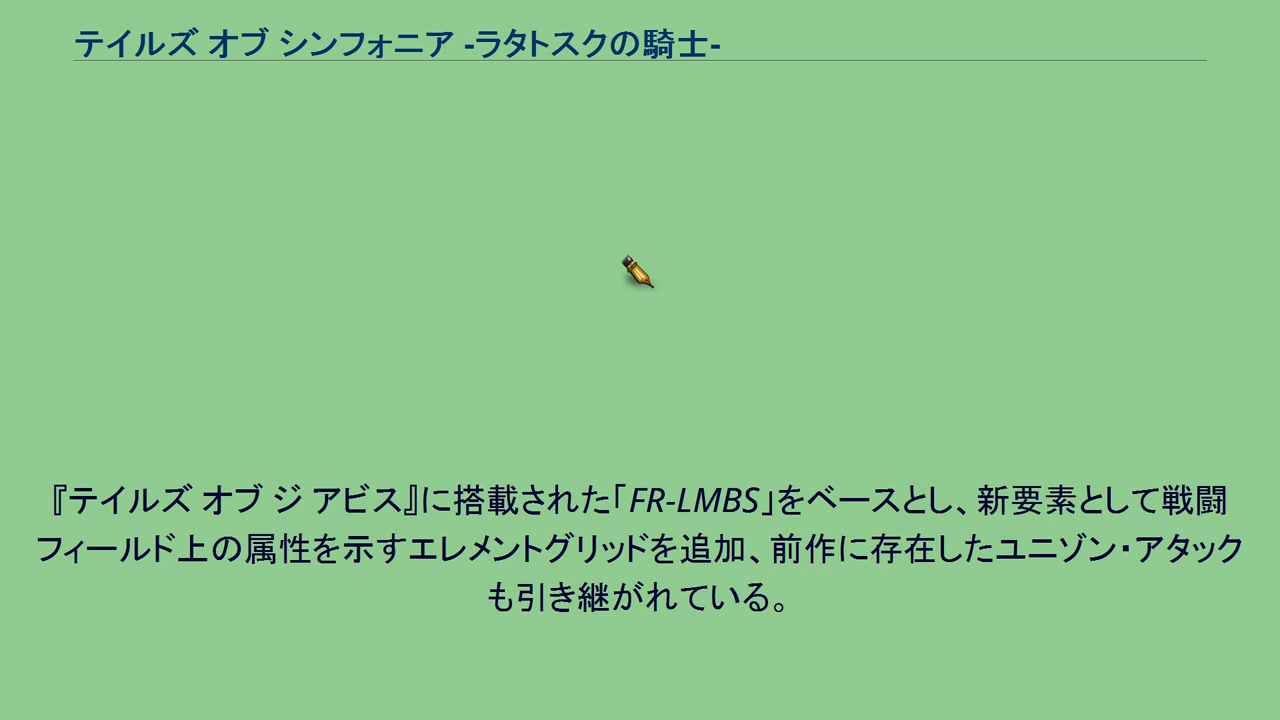 テイルズ オブ シンフォニア -ラタトスクの騎士-
『テイルズ オブ ジ アビス』に搭載された「FR-LMBS」をベースとし、新要素として戦闘
フィールド上の属性を示すエレメントグリッドを追加、前作に存在したユニゾン・アタック
も引き継がれている。